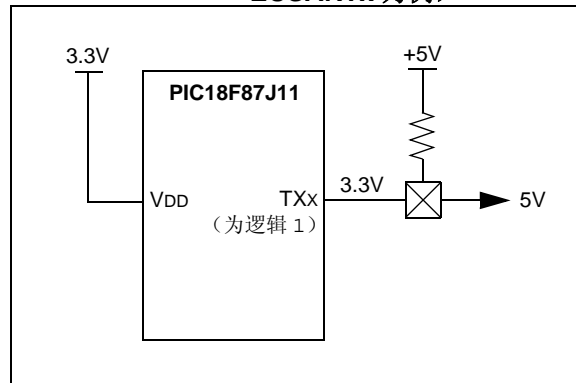 3.3V
+5V
PIC18F87J11
VDD
TXX
3.3V
5V
（为逻辑 1）